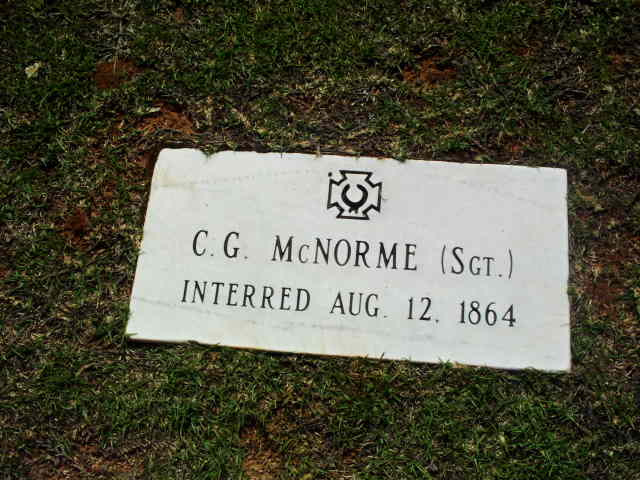 C.G. McNORME (SGT.)
INTERRED AUG. 12, 1864